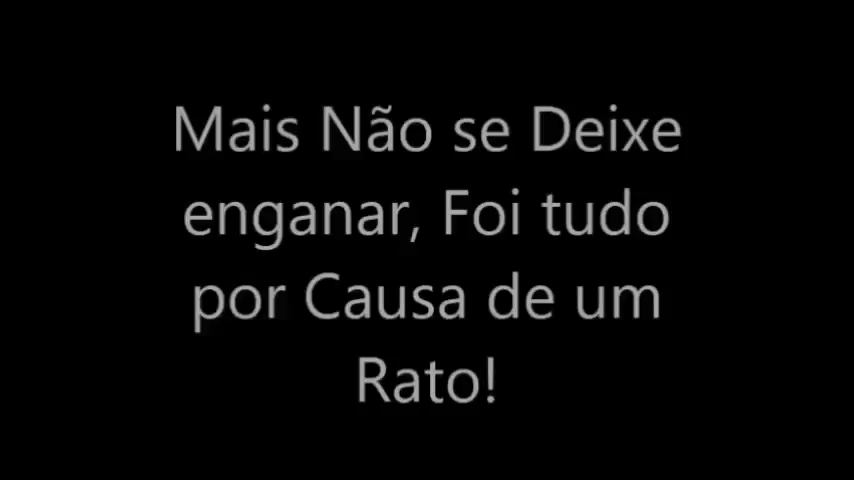 Mais Não se Deixe
enganar, Foi tudo
por Causa de um
Rato!